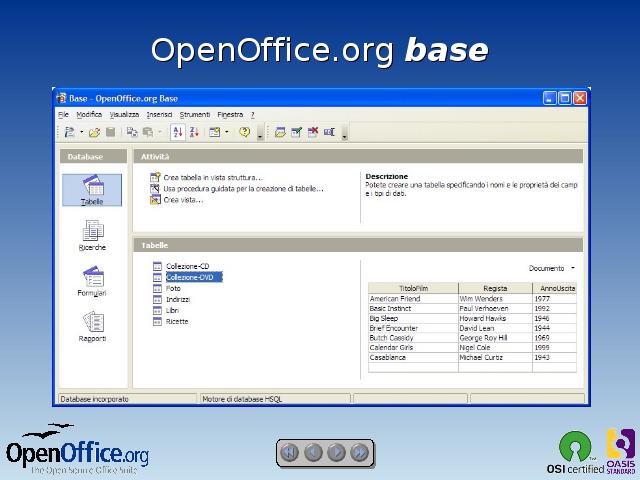 OpenOffice.org base
Base - OpenOffice.org Base
File Modifica Visualizza Inserisci Strumenti Finestra ?
Database
Attività
Tabelle
Ricerche
Formulari
Rapporti
Crea tabella in vista struttura...
Usa procedura guidata per la creazione di tabelle...
Crea vista...
Descrizione
Potete creare una tabella specificando i nomi e le proprietà dei camp
e i tipi di dati.
Tabelle
Collezione-CD
Collezione-DVD
Foto
Indirizzi
Libri
Ricette
Documento
TitoloFilm Regista AnnoUscita
American Friend Wim Wenders 1977
Basic Instinct Paul Verhoeven 1992
Big Sleep Howard Hawks 1946
Brief Encounter David Lean 1944
Butch Cassidy George Roy Hill 1969
Calendar Girls Nigel Cole 1999
Casablanca Michael Curtiz 1943
Database incorporato Motore di database HSQL
OpenOffice.org
The Open Source Office Suite
OSI certified
OASIS
STANDARD